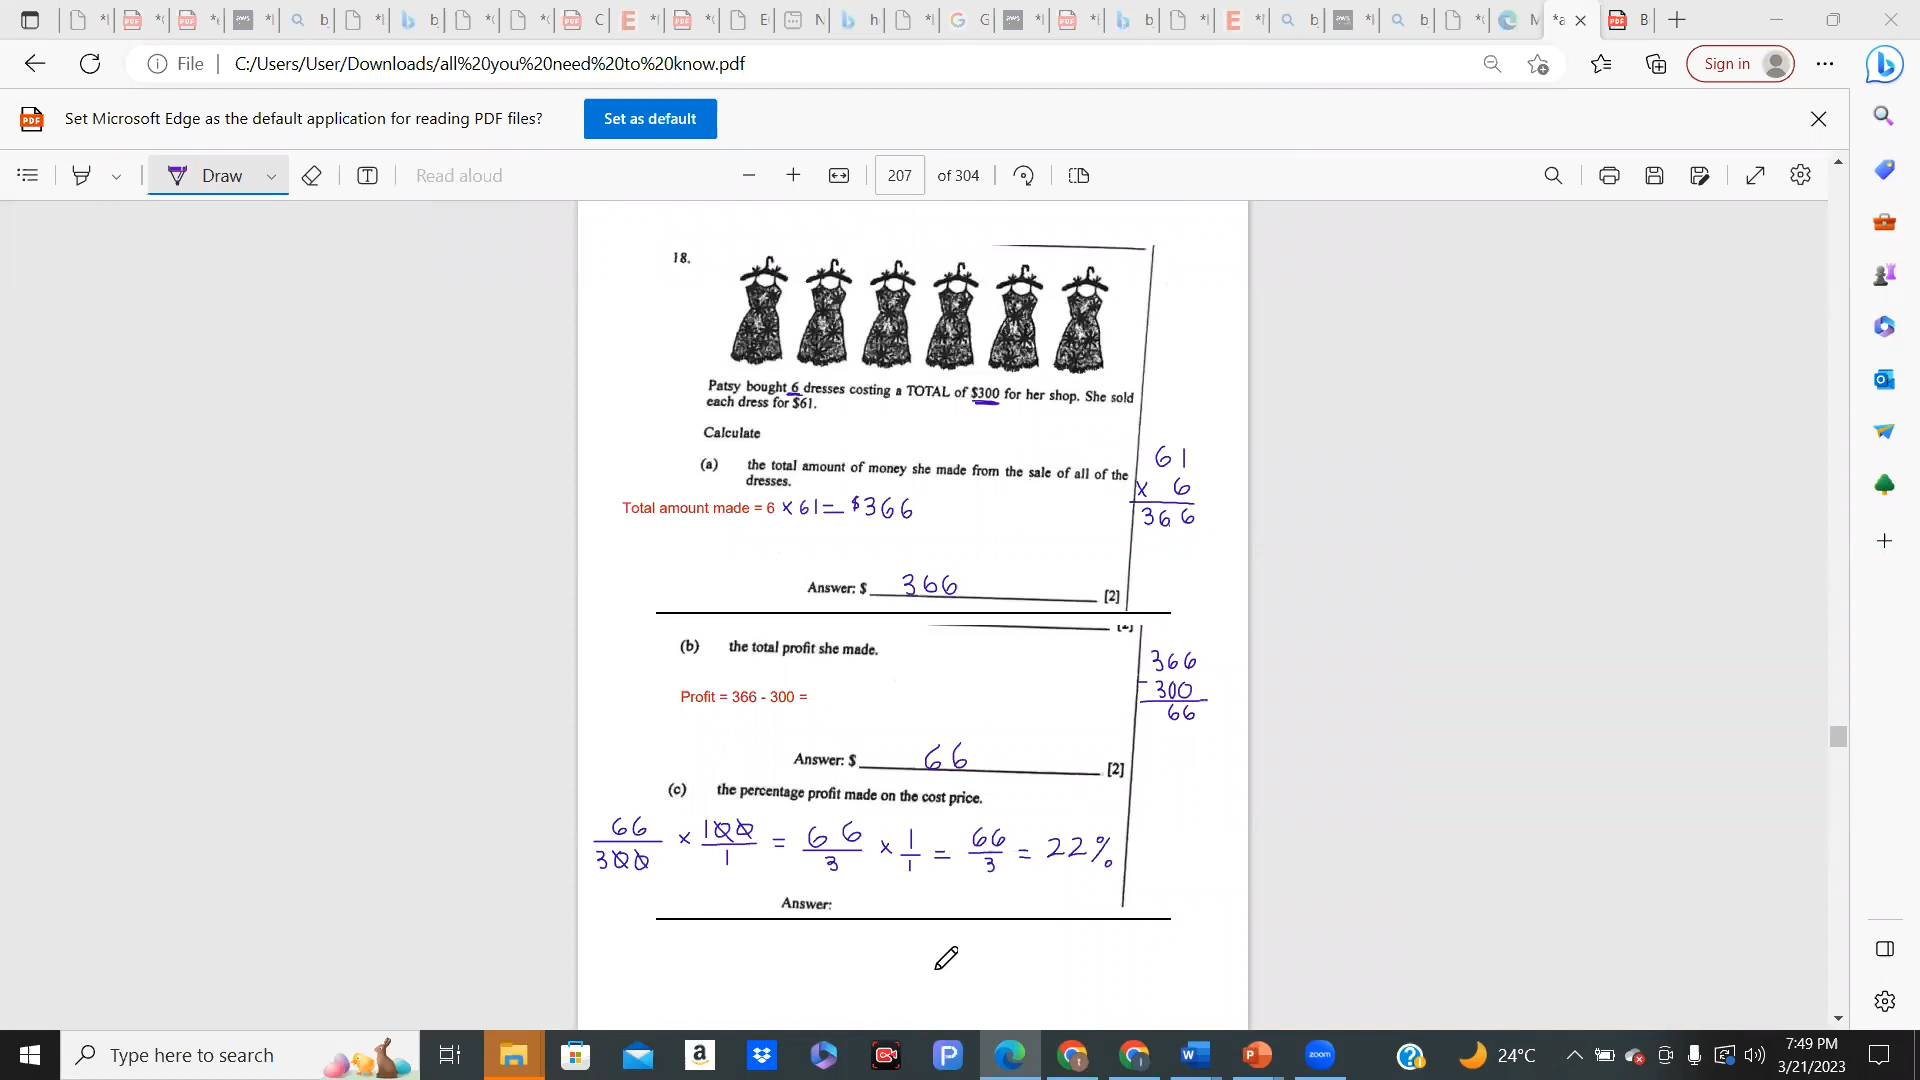 File
C:/Users/User/Downloads/all%20you%20need%20to%20know.pdf
Sign in
Set Microsoft Edge as the default application for reading PDF files?
Set as default
Draw
Read aloud
207 of 304
18.
Patsy bought 6 dresses costing a TOTAL of $300 for her shop. She sold
each dress for $61.
Calculate
(a) the total amount of money she made from the sale of all of the
dresses.
Total amount made = 6 × 61 = $366
61
× 6
366
Answer: $ 366 [2]
[2]
(b) the total profit she made.
366
- 300
66
Profit = 366 - 300 =
Answer: $ 66 [2]
(c) the percentage profit made on the cost price.
66/300 × 100/1 = 66/3 × 1/1 = 66/3 = 22%
Answer:
Type here to search
zoom
24°C
7:49 PM
3/21/2023